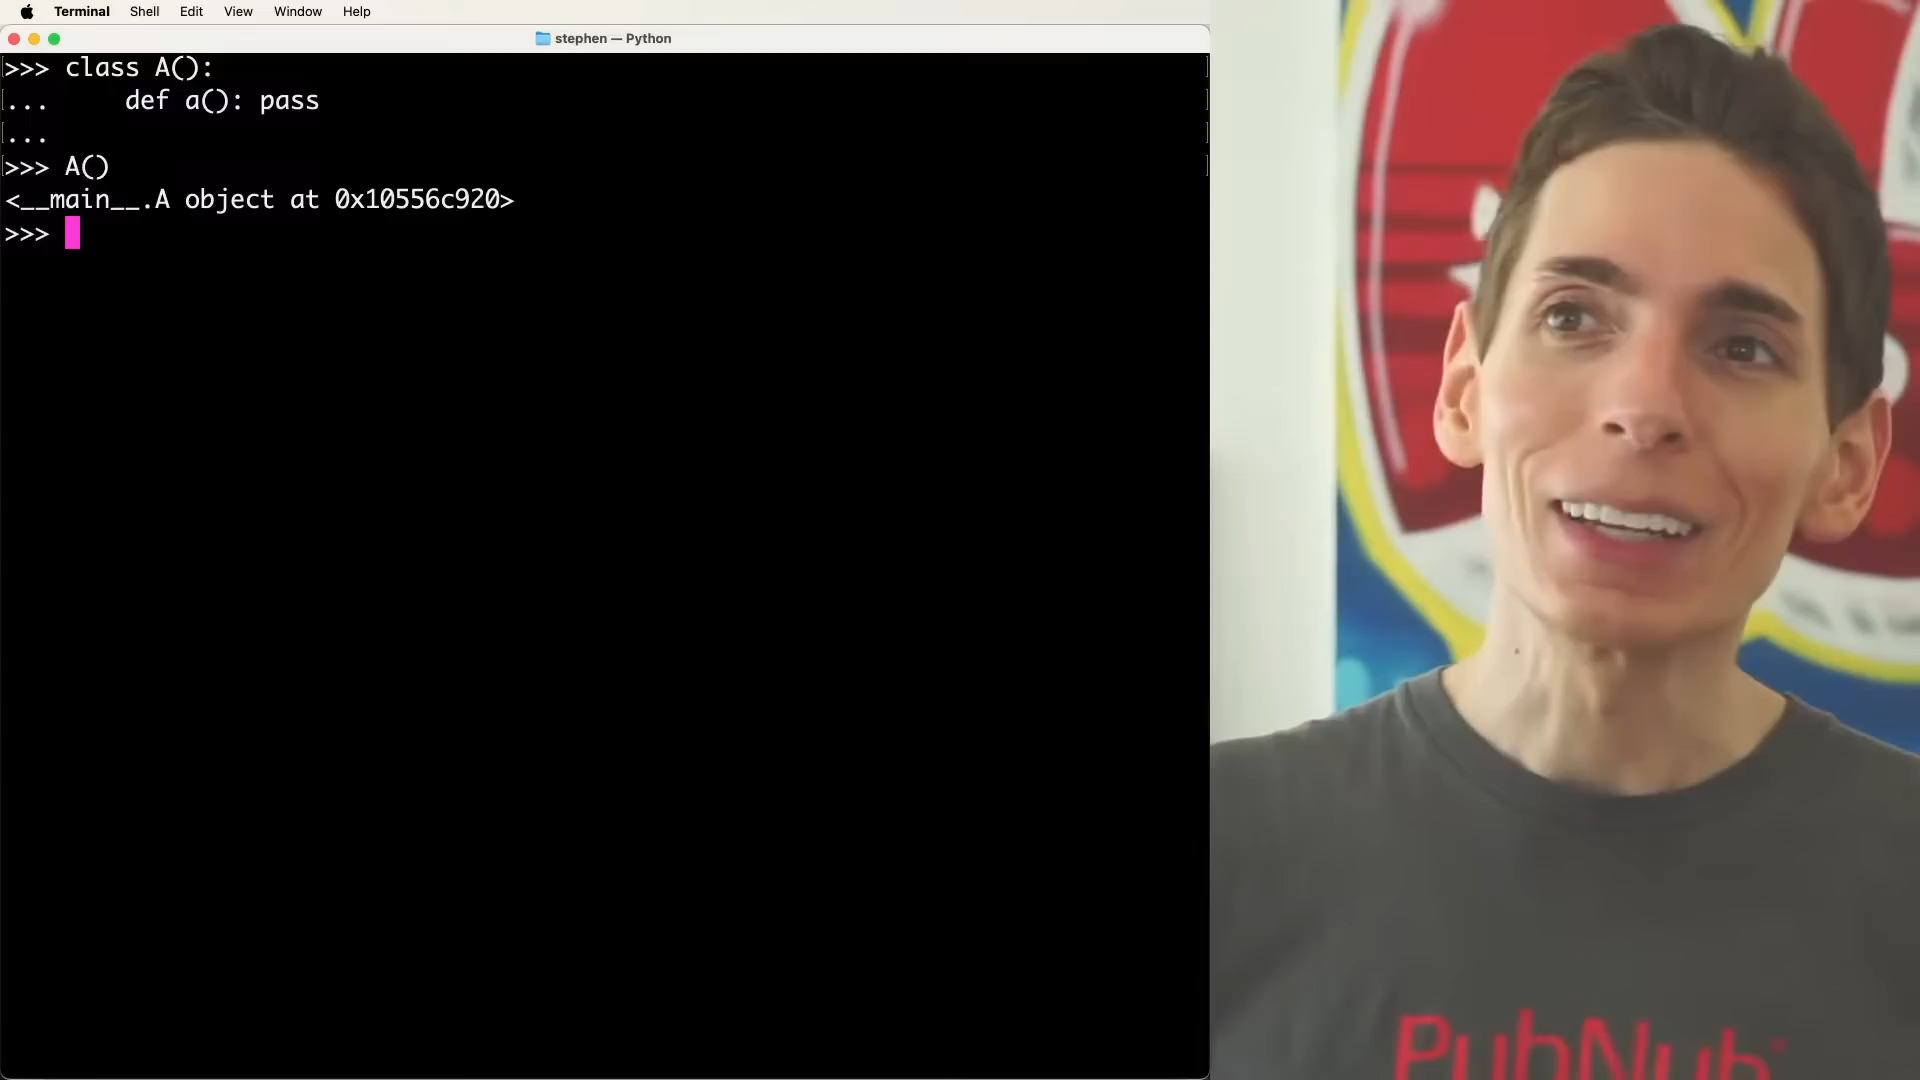 Terminal Shell Edit View Window Help
stephen — Python
>>> class A():
...     def a(): pass
...
>>> A()
<__main__.A object at 0x10556c920>
>>>
PubNub